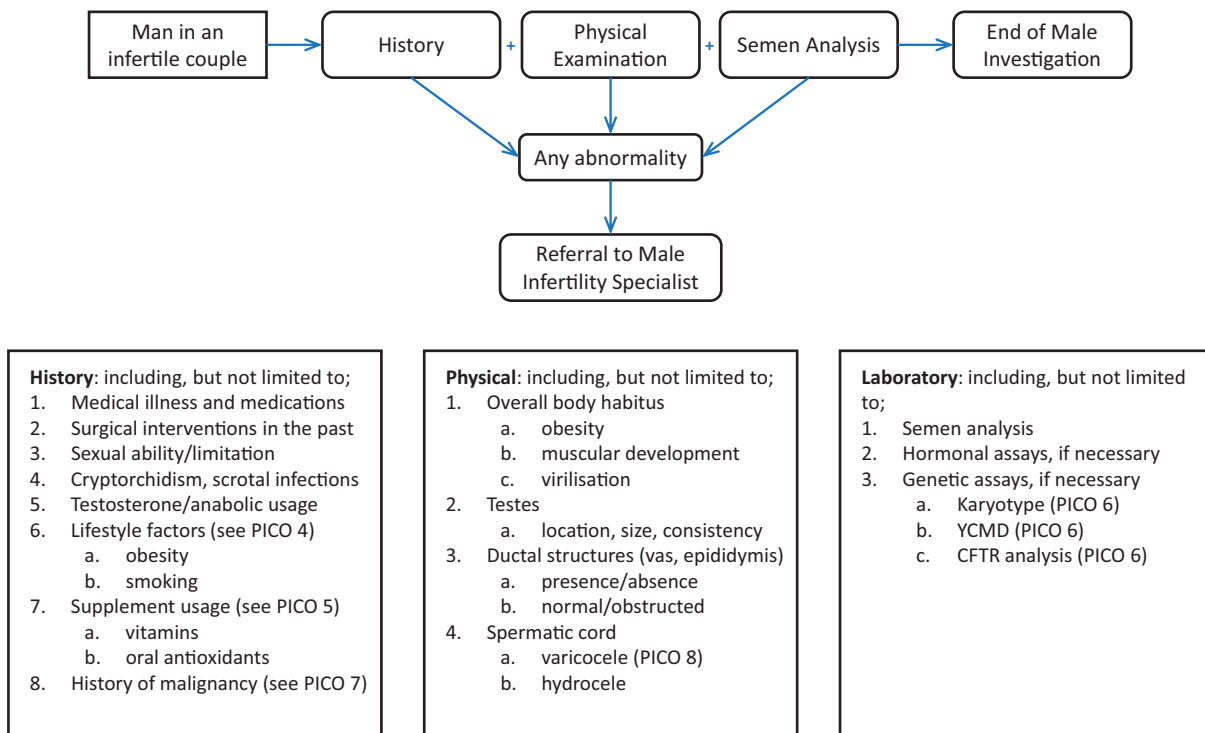 Man in an
infertile couple
History
+
Physical
Examination
+
Semen Analysis
End of Male
Investigation
Any abnormality
Referral to Male
Infertility Specialist
History: including, but not limited to;
1. Medical illness and medications
2. Surgical interventions in the past
3. Sexual ability/limitation
4. Cryptorchidism, scrotal infections
5. Testosterone/anabolic usage
6. Lifestyle factors (see PICO 4)
a. obesity
b. smoking
7. Supplement usage (see PICO 5)
a. vitamins
b. oral antioxidants
8. History of malignancy (see PICO 7)
Physical: including, but not limited to;
1. Overall body habitus
a. obesity
b. muscular development
c. virilisation
2. Testes
a. location, size, consistency
3. Ductal structures (vas, epididymis)
a. presence/absence
b. normal/obstructed
4. Spermatic cord
a. varicocele (PICO 8)
b. hydrocele
Laboratory: including, but not limited
to;
1. Semen analysis
2. Hormonal assays, if necessary
3. Genetic assays, if necessary
a. Karyotype (PICO 6)
b. YCMD (PICO 6)
c. CFTR analysis (PICO 6)